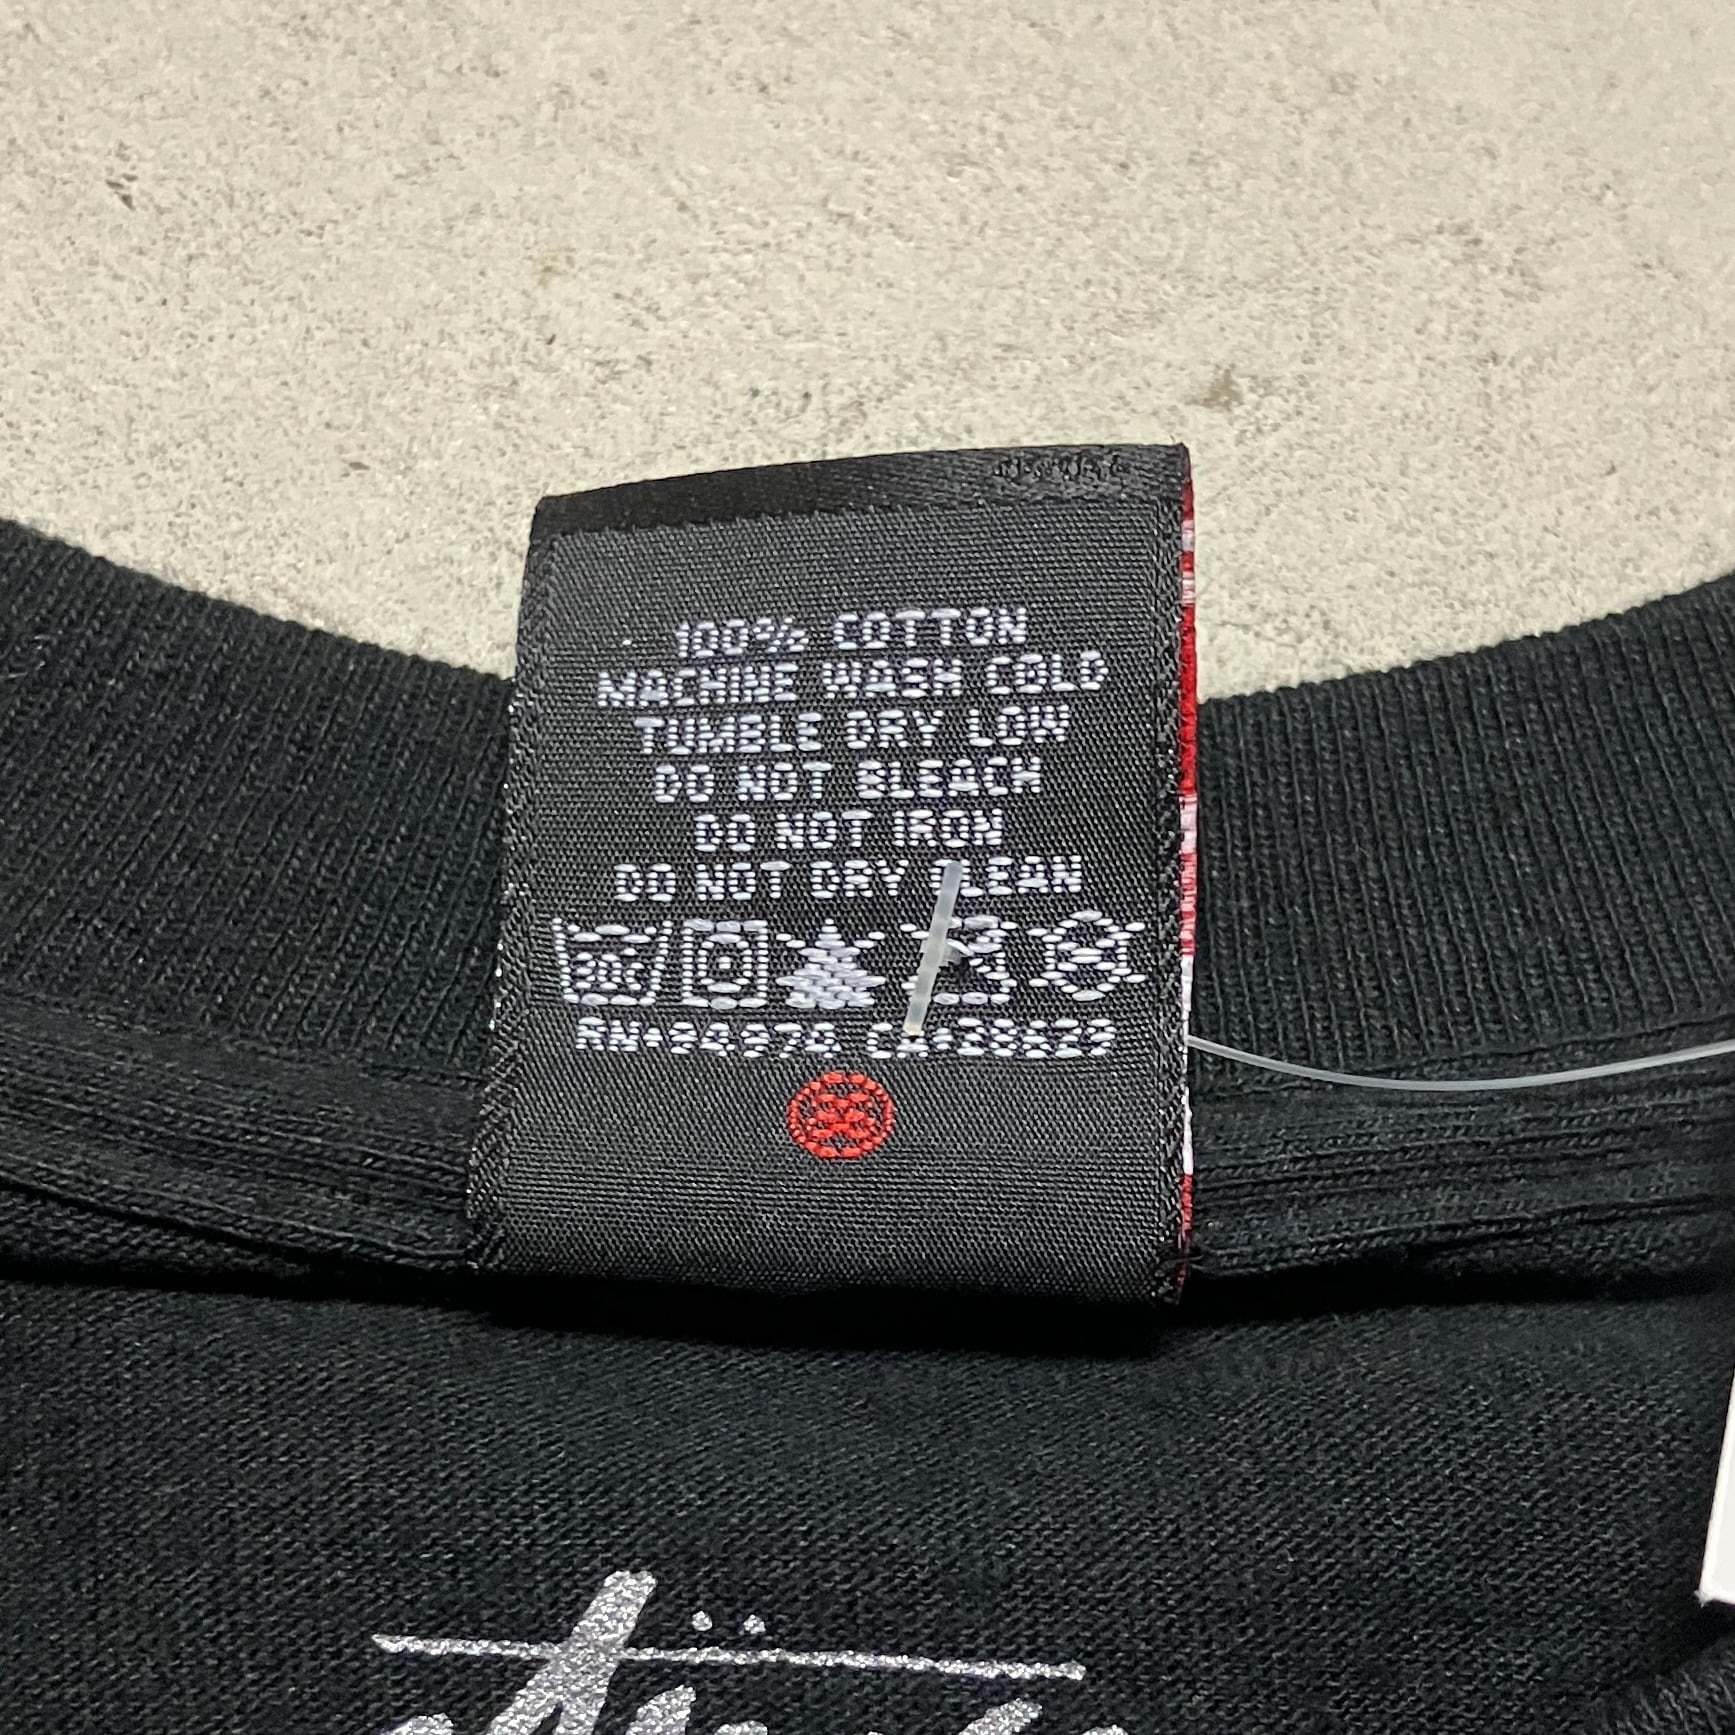 100% COTTON
MACHINE WASH COLD
TUMBLE DRY LOW
DO NOT BLEACH
DO NOT IRON
DO NOT DRY CLEAN
30c
RN•94974 CA•28629